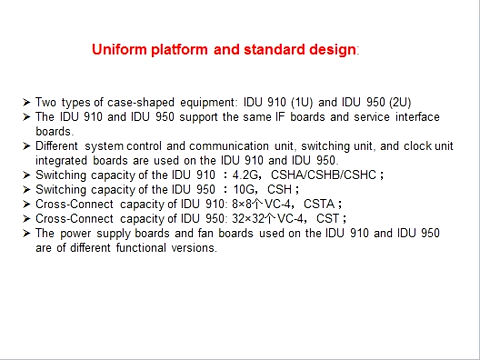 Uniform platform and standard design:
➢ Two types of case-shaped equipment: IDU 910 (1U) and IDU 950 (2U)
➢ The IDU 910 and IDU 950 support the same IF boards and service interface
boards.
➢ Different system control and communication unit, switching unit, and clock unit
integrated boards are used on the IDU 910 and IDU 950.
➢ Switching capacity of the IDU 910 ：4.2G，CSHA/CSHB/CSHC；
➢ Switching capacity of the IDU 950 ：10G，CSH；
➢ Cross-Connect capacity of IDU 910: 8×8个VC-4，CSTA；
➢ Cross-Connect capacity of IDU 950: 32×32个VC-4，CST；
➢ The power supply boards and fan boards used on the IDU 910 and IDU 950
are of different functional versions.